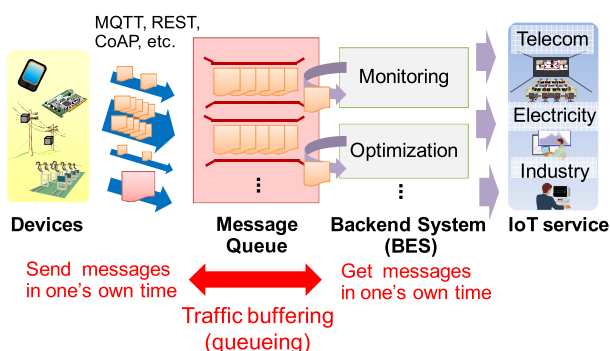 MQTT, REST,
CoAP, etc.
Telecom
Monitoring
Electricity
Optimization
Industry
Devices
Message
Queue
Backend System
(BES)
IoT service
Send messages
in one's own time
Get messages
in one's own time
Traffic buffering
(queueing)